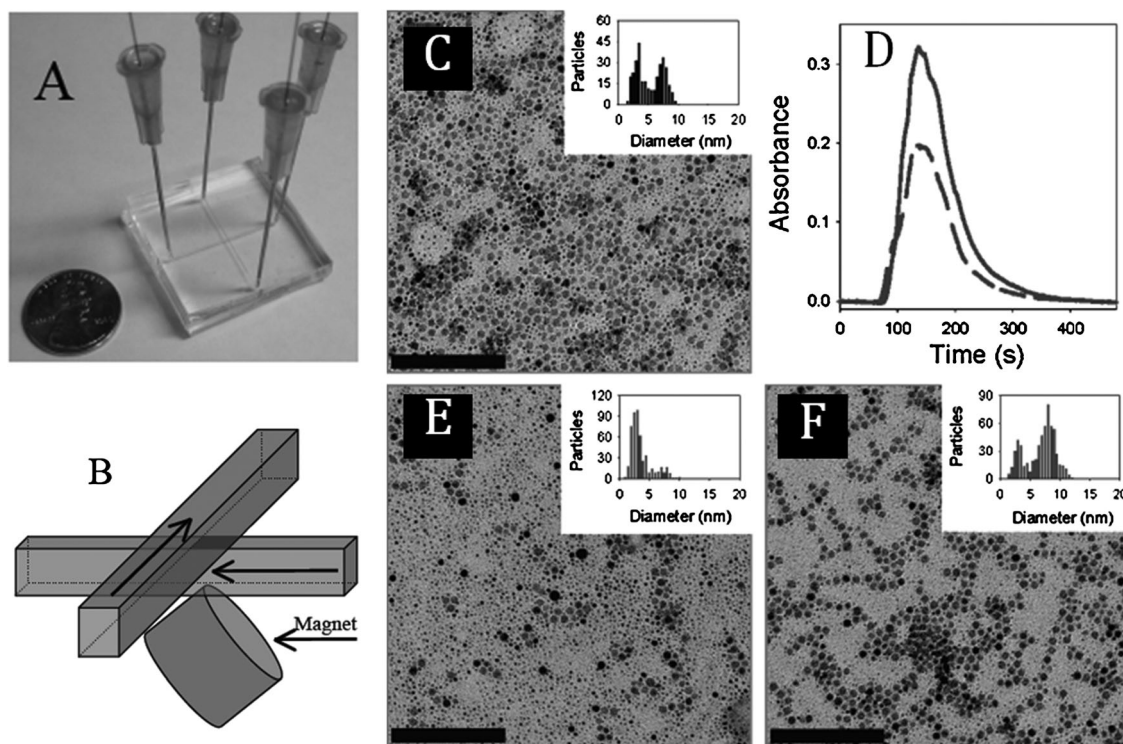 A
C
60
45
30
15
0
Particles
0 5 10 15 20
Diameter (nm)
D
0.3
0.2
0.1
0.0
Absorbance
0 100 200 300 400
Time (s)
B
Magnet
E
120
90
60
30
0
Particles
0 5 10 15 20
Diameter (nm)
F
90
60
30
0
Particles
0 5 10 15 20
Diameter (nm)